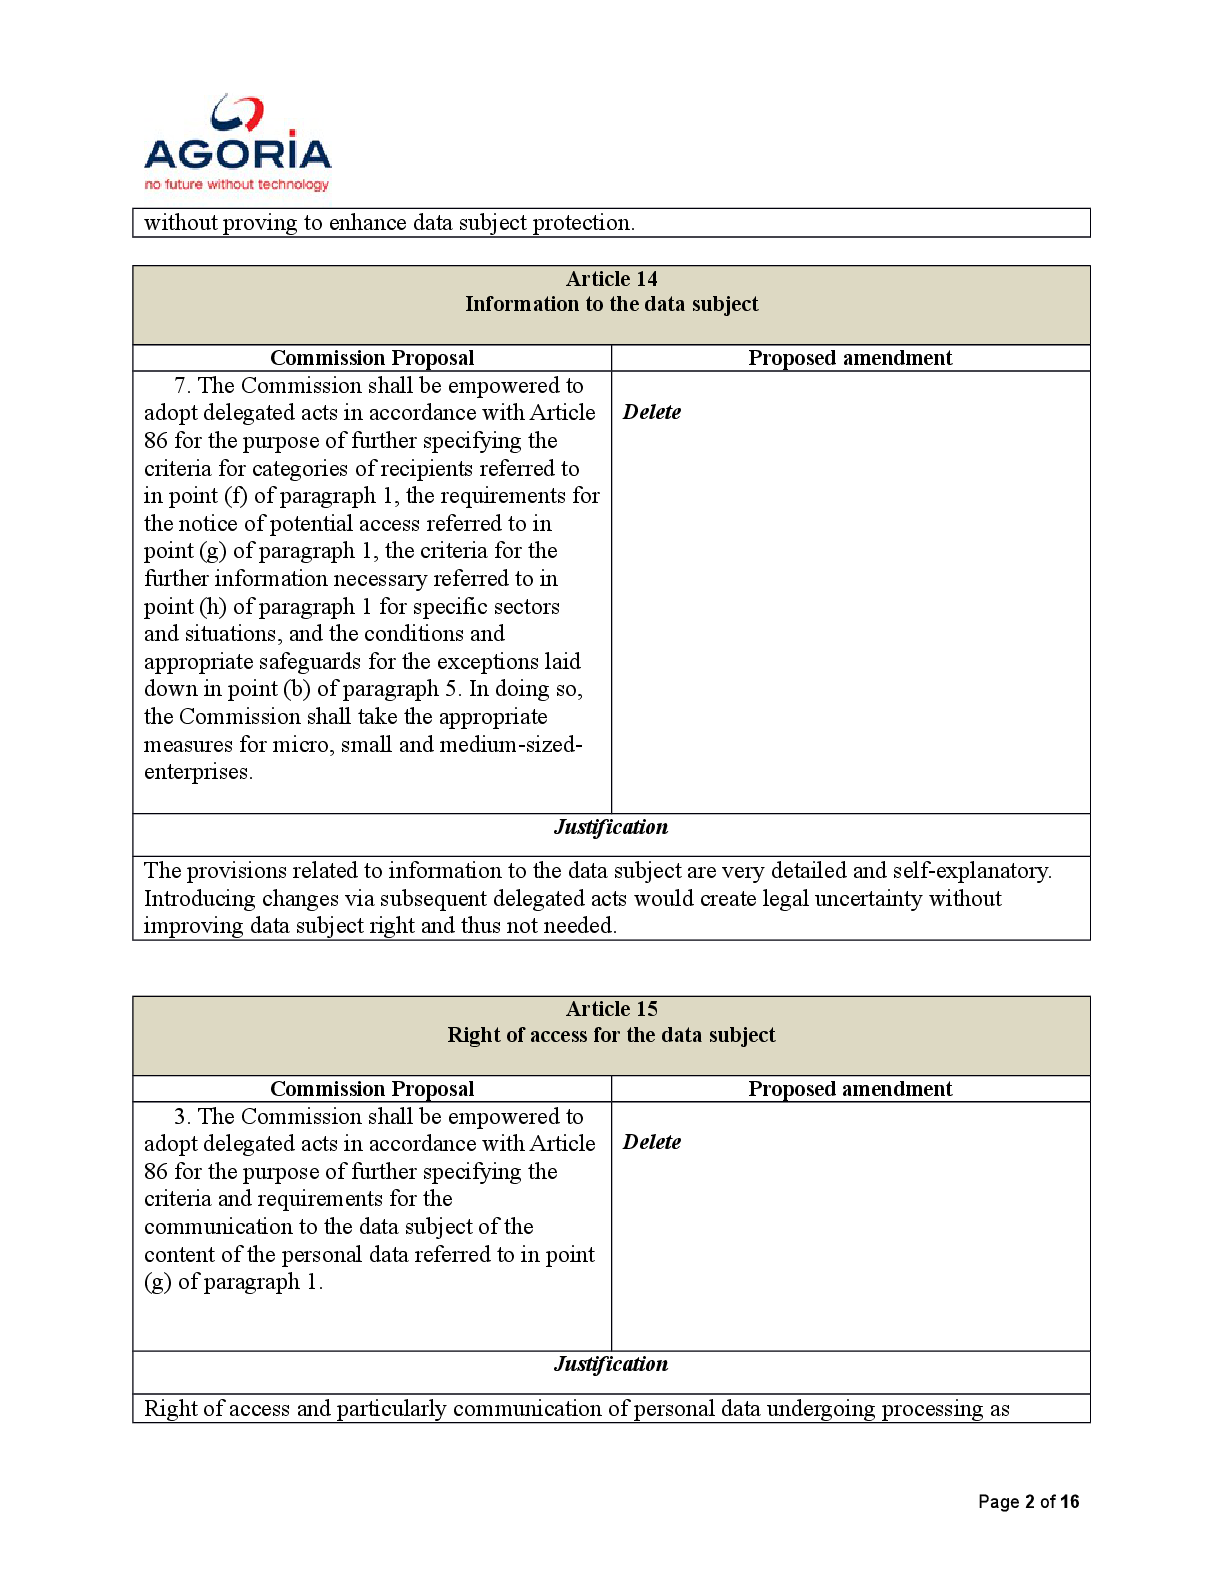 AGORiA
no future without technology
without proving to enhance data subject protection.
Article 14
Information to the data subject
Commission Proposal
Proposed amendment
7. The Commission shall be empowered to
adopt delegated acts in accordance with Article
86 for the purpose of further specifying the
criteria for categories of recipients referred to
in point (f) of paragraph 1, the requirements for
the notice of potential access referred to in
point (g) of paragraph 1, the criteria for the
further information necessary referred to in
point (h) of paragraph 1 for specific sectors
and situations, and the conditions and
appropriate safeguards for the exceptions laid
down in point (b) of paragraph 5. In doing so,
the Commission shall take the appropriate
measures for micro, small and medium-sized-
enterprises.
Delete
Justification
The provisions related to information to the data subject are very detailed and self-explanatory.
Introducing changes via subsequent delegated acts would create legal uncertainty without
improving data subject right and thus not needed.
Article 15
Right of access for the data subject
Commission Proposal
Proposed amendment
3. The Commission shall be empowered to
adopt delegated acts in accordance with Article
86 for the purpose of further specifying the
criteria and requirements for the
communication to the data subject of the
content of the personal data referred to in point
(g) of paragraph 1.
Delete
Justification
Right of access and particularly communication of personal data undergoing processing as
Page 2 of 16